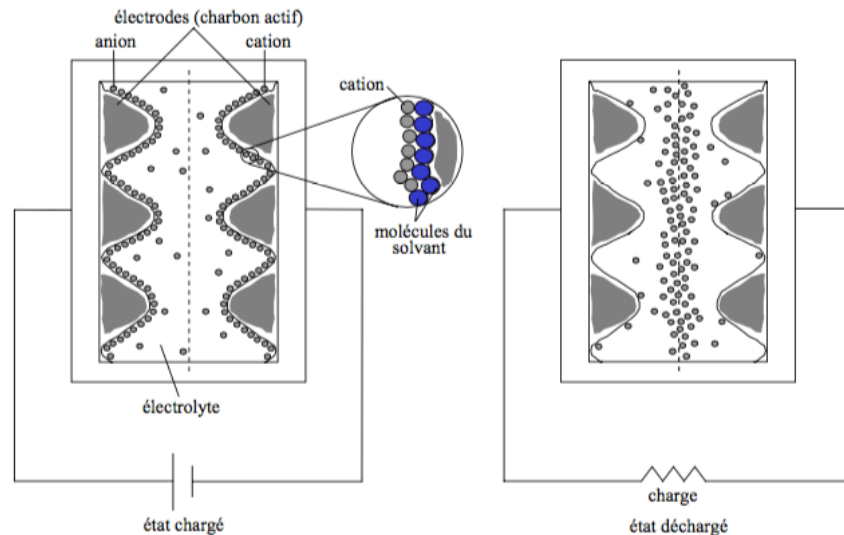 électrodes (charbon actif)
anion
cation
cation
molécules du
solvant
électrolyte
état chargé
charge
état déchargé